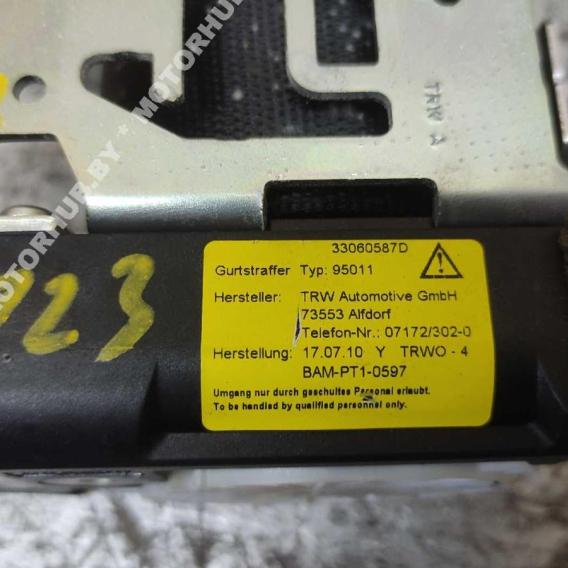 MOTORHUB.BY * MOTORHUB.BY * MOTORHUB
TRW A
123
33060587D
Gurtstraffer Typ: 95011
Hersteller: TRW Automotive GmbH
73553 Alfdorf
Telefon-Nr.: 07172/302-0
Herstellung: 17.07.10 Y TRWO - 4
BAM-PT1-0597
Umgang nur durch geschultes Personal erlaubt.
To be handled by qualified personnel only.